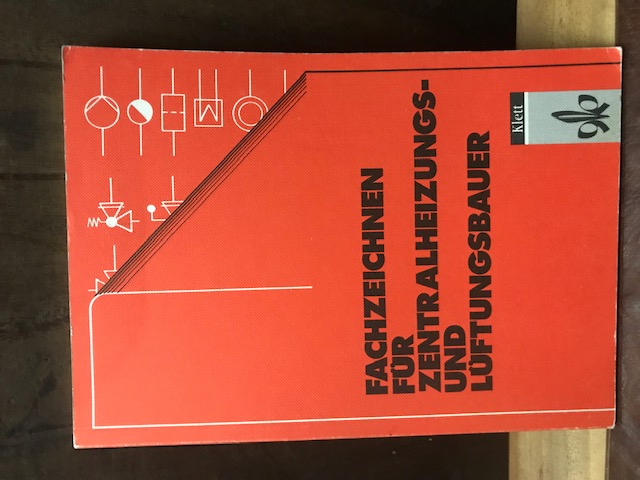 FACHZEICHNEN
FÜR
ZENTRALHEIZUNGS-
UND
LÜFTUNGSBAUER
Klett